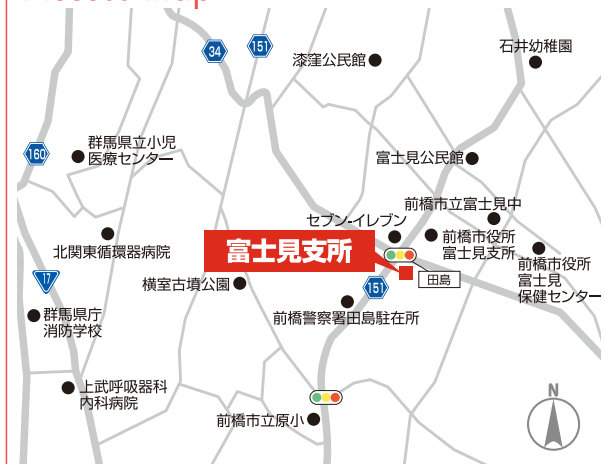 34
151
漆窪公民館
石井幼稚園
160
群馬県立小児
医療センター
富士見公民館
前橋市立富士見中
セブン-イレブン
前橋市役所
富士見支所
北関東循環器病院
富士見支所
前橋市役所
富士見
保健センター
17
横室古墳公園
151
田島
群馬県庁
消防学校
前橋警察署田島駐在所
上武呼吸器科
内科病院
前橋市立原小
N